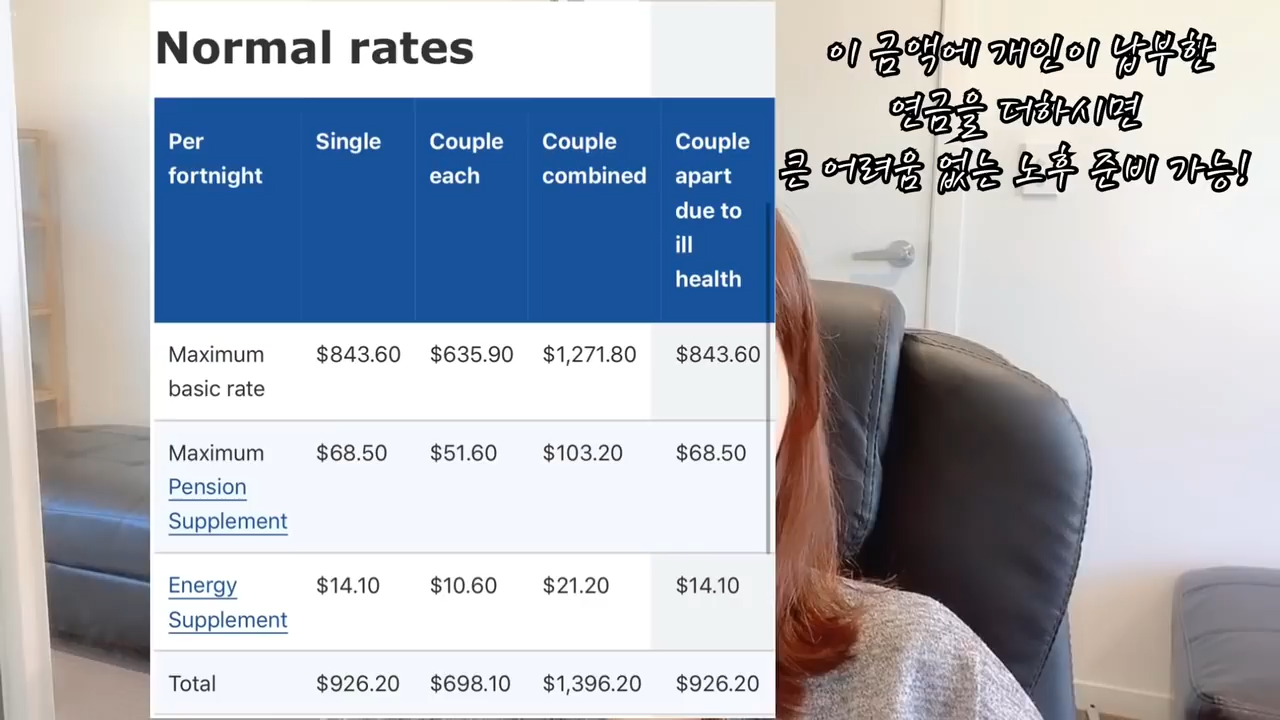 Normal rates
Per fortnight | Single | Couple each | Couple combined | Couple apart due to ill health
Maximum basic rate | $843.60 | $635.90 | $1,271.80 | $843.60
Maximum Pension Supplement | $68.50 | $51.60 | $103.20 | $68.50
Energy Supplement | $14.10 | $10.60 | $21.20 | $14.10
Total | $926.20 | $698.10 | $1,396.20 | $926.20
이 금액에 개인이 납부한
연금을 더하시면
큰 어려움 없는 노후 준비 가능!